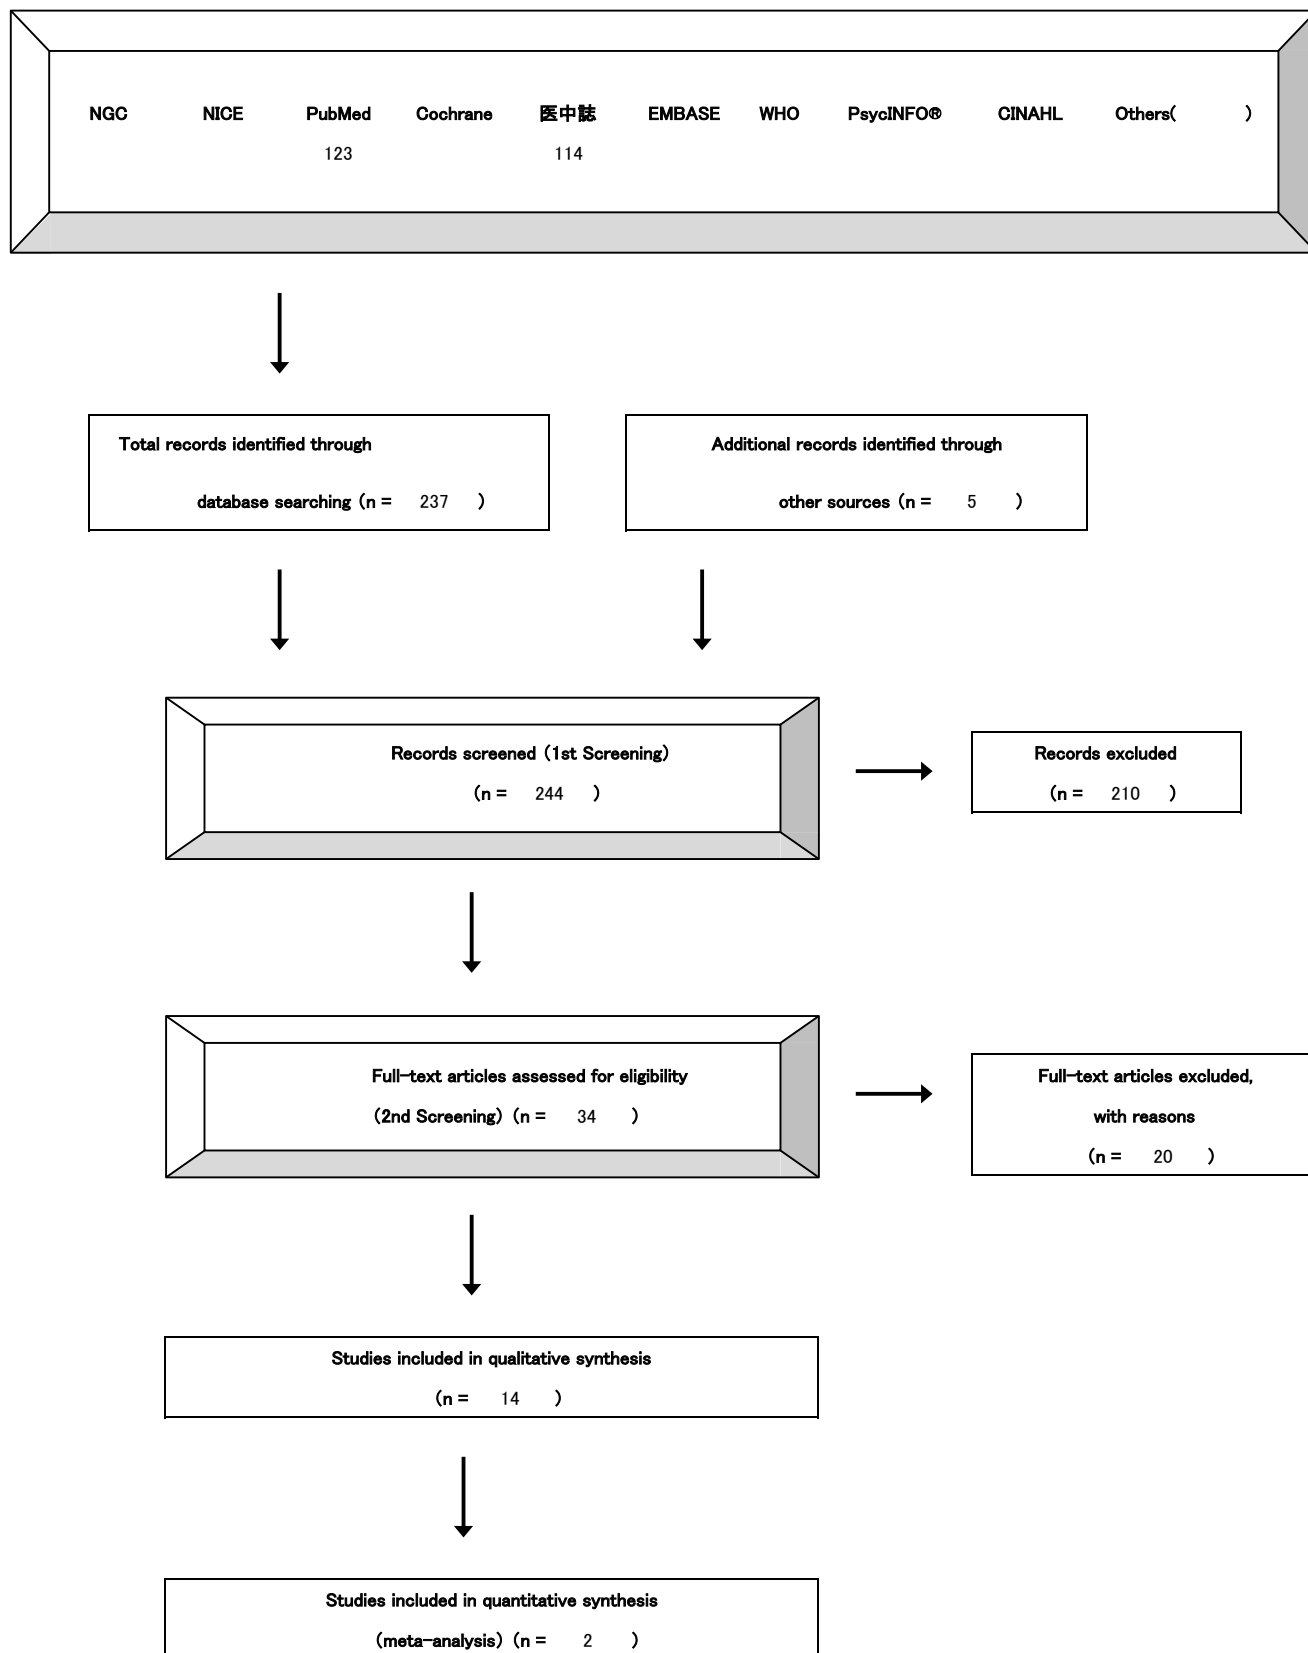 NGC NICE PubMed Cochrane 医中誌 EMBASE WHO PsycINFO® CINAHL Others( )
123 114
Total records identified through
database searching (n = 237 )
Additional records identified through
other sources (n = 5 )
Records screened (1st Screening)
(n = 244 )
Records excluded
(n = 210 )
Full-text articles assessed for eligibility
(2nd Screening) (n = 34 )
Full-text articles excluded,
with reasons
(n = 20 )
Studies included in qualitative synthesis
(n = 14 )
Studies included in quantitative synthesis
(meta-analysis) (n = 2 )